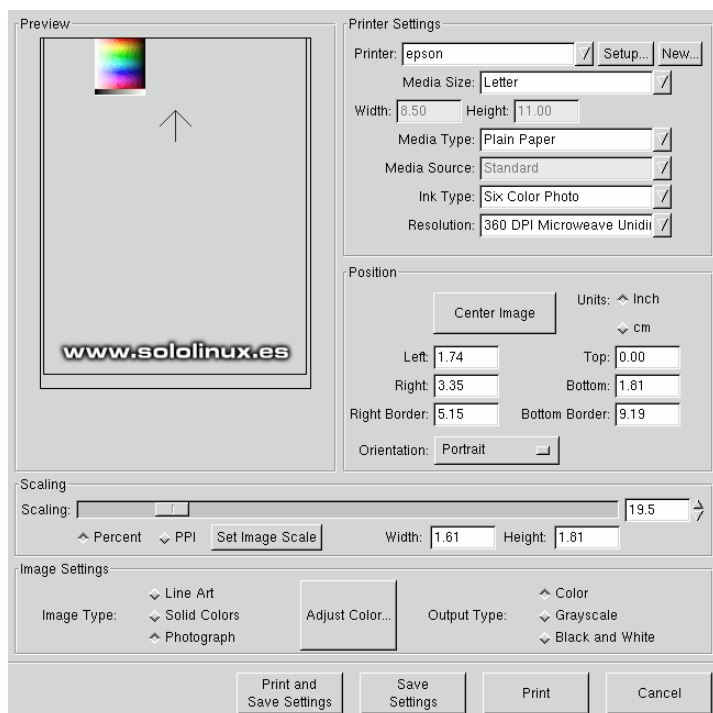 Preview
www.sololinux.es
Printer Settings
Printer: epson Setup... New...
Media Size: Letter
Width: 8.50 Height: 11.00
Media Type: Plain Paper
Media Source: Standard
Ink Type: Six Color Photo
Resolution: 360 DPI Microweave Unidir
Position
Center Image Units: Inch
cm
Left: 1.74 Top: 0.00
Right: 3.35 Bottom: 1.81
Right Border: 5.15 Bottom Border: 9.19
Orientation: Portrait
Scaling
Scaling: 19.5
Percent PPI Set Image Scale Width: 1.61 Height: 1.81
Image Settings
Image Type: Line Art
Solid Colors
Photograph
Adjust Color...
Output Type: Color
Grayscale
Black and White
Print and
Save Settings
Save
Settings
Print
Cancel